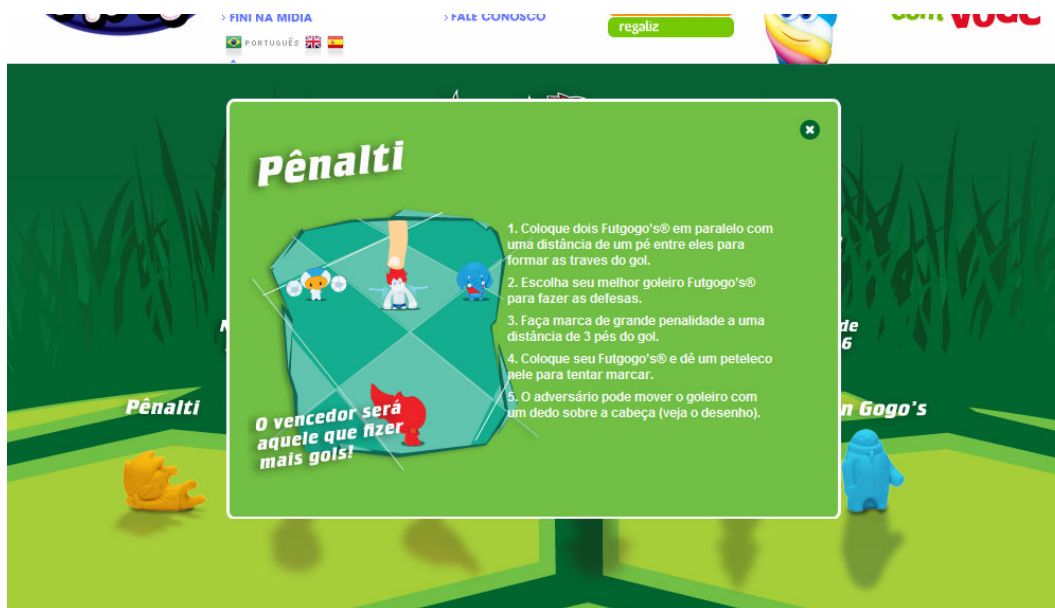 > FINI NA MÍDIA
> FALE CONOSCO
regaliz
PORTUGUÊS
Pênalti
1. Coloque dois Futgogo's® em paralelo com
uma distância de um pé entre eles para
formar as traves do gol.
2. Escolha seu melhor goleiro Futgogo's®
para fazer as defesas.
3. Faça marca de grande penalidade a uma
distância de 3 pés do gol.
4. Coloque seu Futgogo's® e dê um peteleco
nele para tentar marcar.
5. O adversário pode mover o goleiro com
um dedo sobre a cabeça (veja o desenho).
O vencedor será
aquele que fizer
mais gols!
de
6
Pênalti
n Gogo's